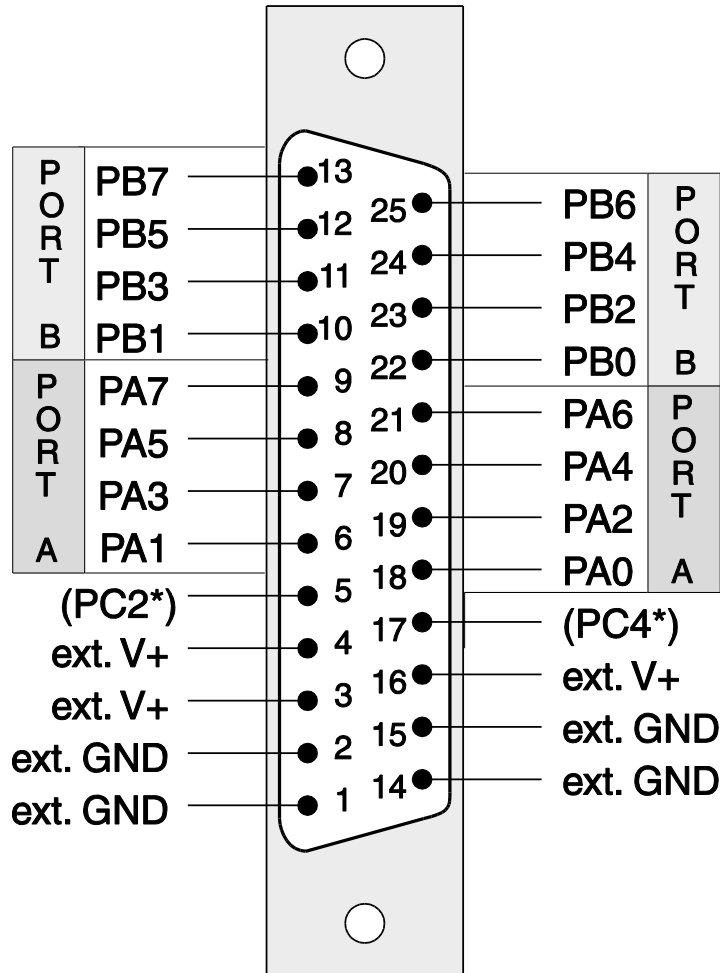 PORT B
PB7 13
PB5 12
PB3 11
PB1 10
PORT A
PA7 9
PA5 8
PA3 7
PA1 6
(PC2*) 5
ext. V+ 4
ext. V+ 3
ext. GND 2
ext. GND 1
25 PB6
24 PB4
23 PB2
22 PB0
PORT B
21 PA6
20 PA4
19 PA2
18 PA0
PORT A
17 (PC4*)
16 ext. V+
15 ext. GND
14 ext. GND